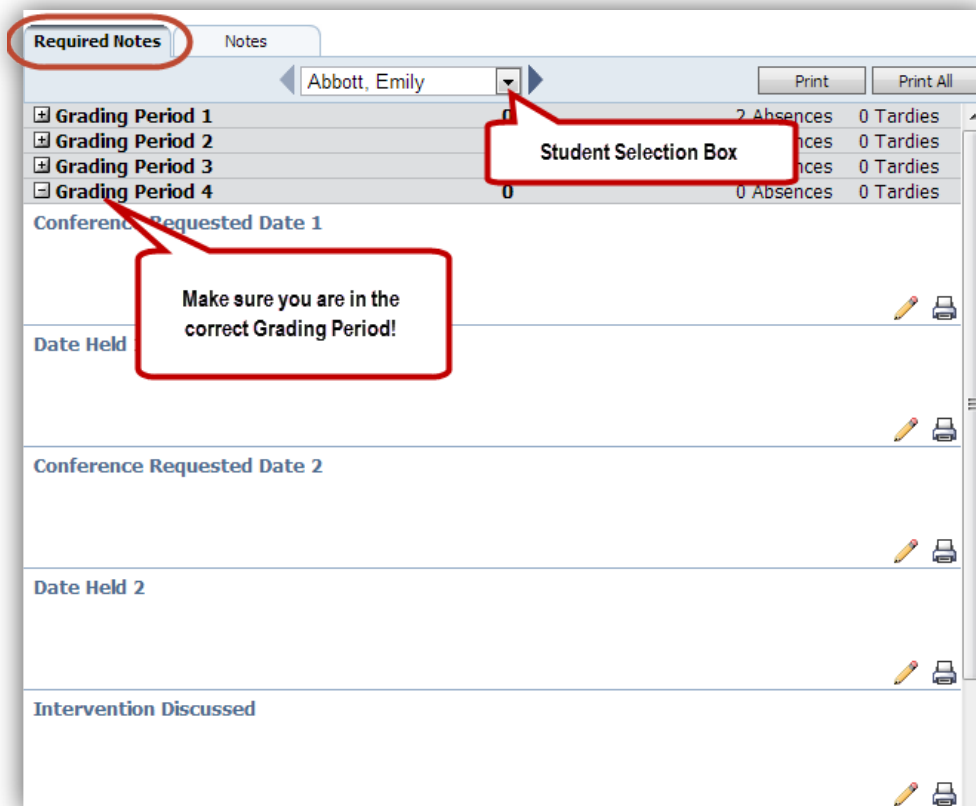 Required Notes Notes
Abbott, Emily Print Print All
Grading Period 1 0 2 Absences 0 Tardies
Grading Period 2 0 Tardies
Grading Period 3 0 Tardies
Grading Period 4 0 0 Absences 0 Tardies
Student Selection Box
Conference Requested Date 1
Make sure you are in the
correct Grading Period!
Date Held
Conference Requested Date 2
Date Held 2
Intervention Discussed